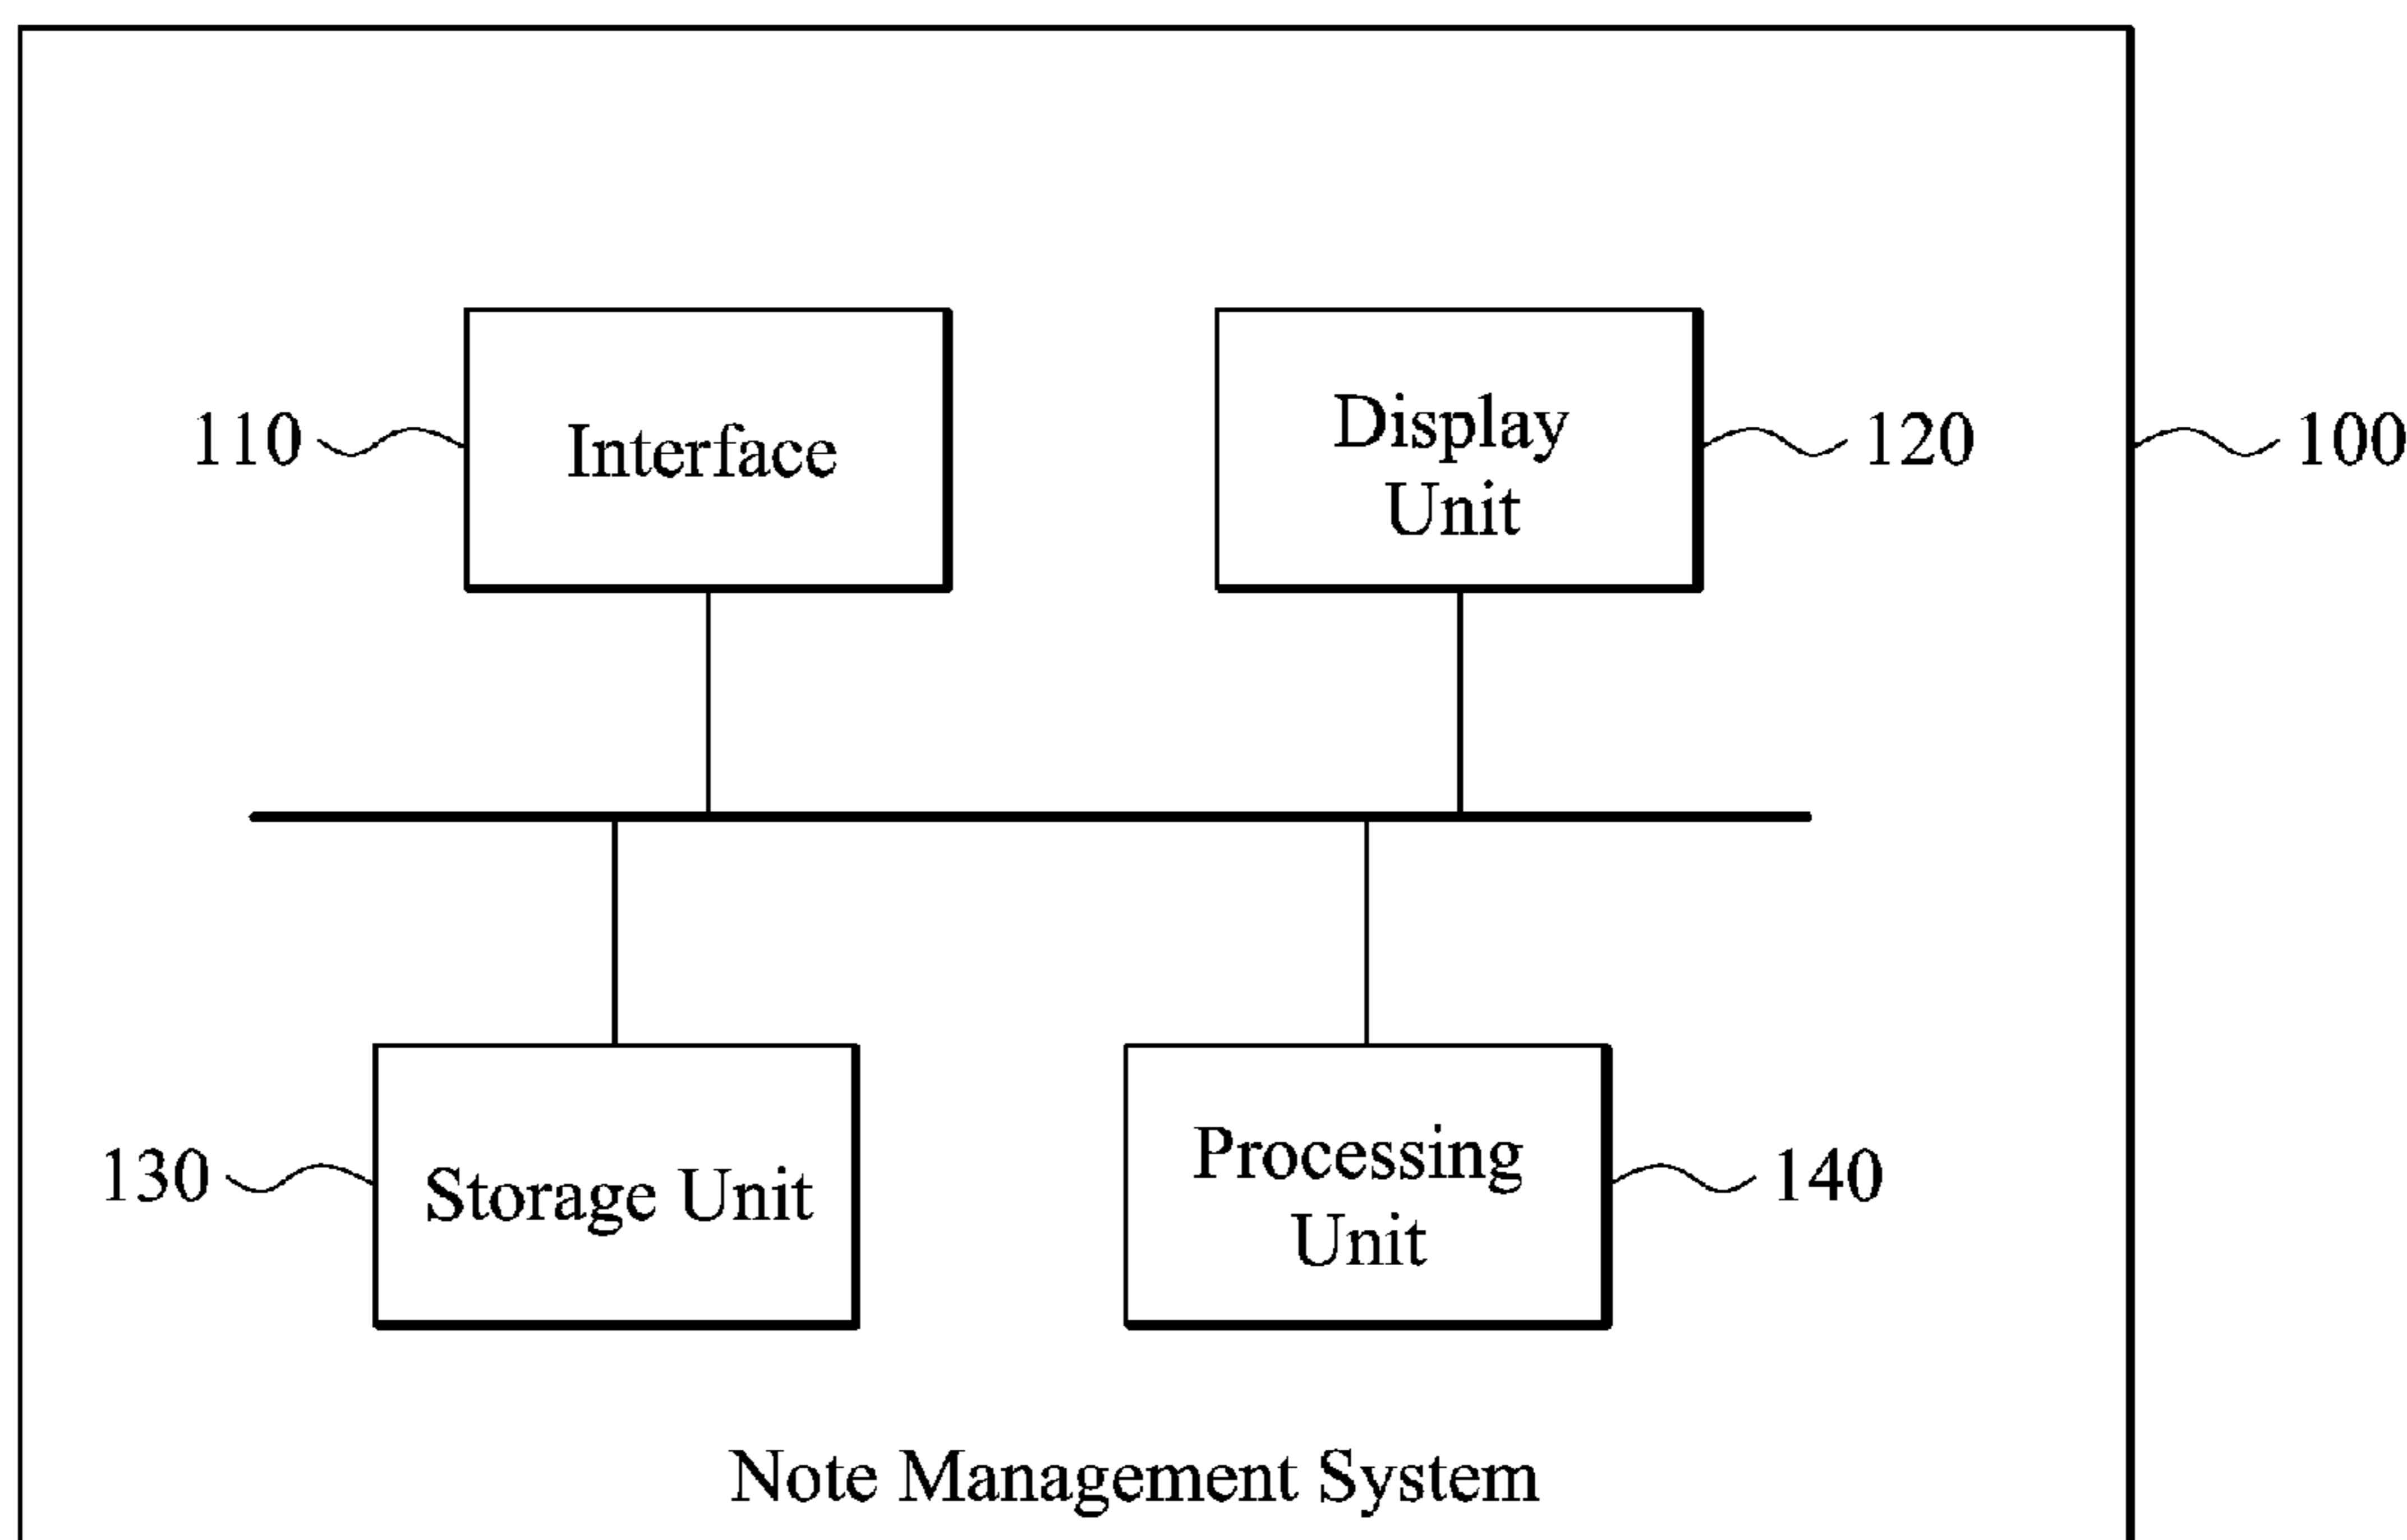 110
Interface
Display
Unit
120
100
130
Storage Unit
Processing
Unit
140
Note Management System